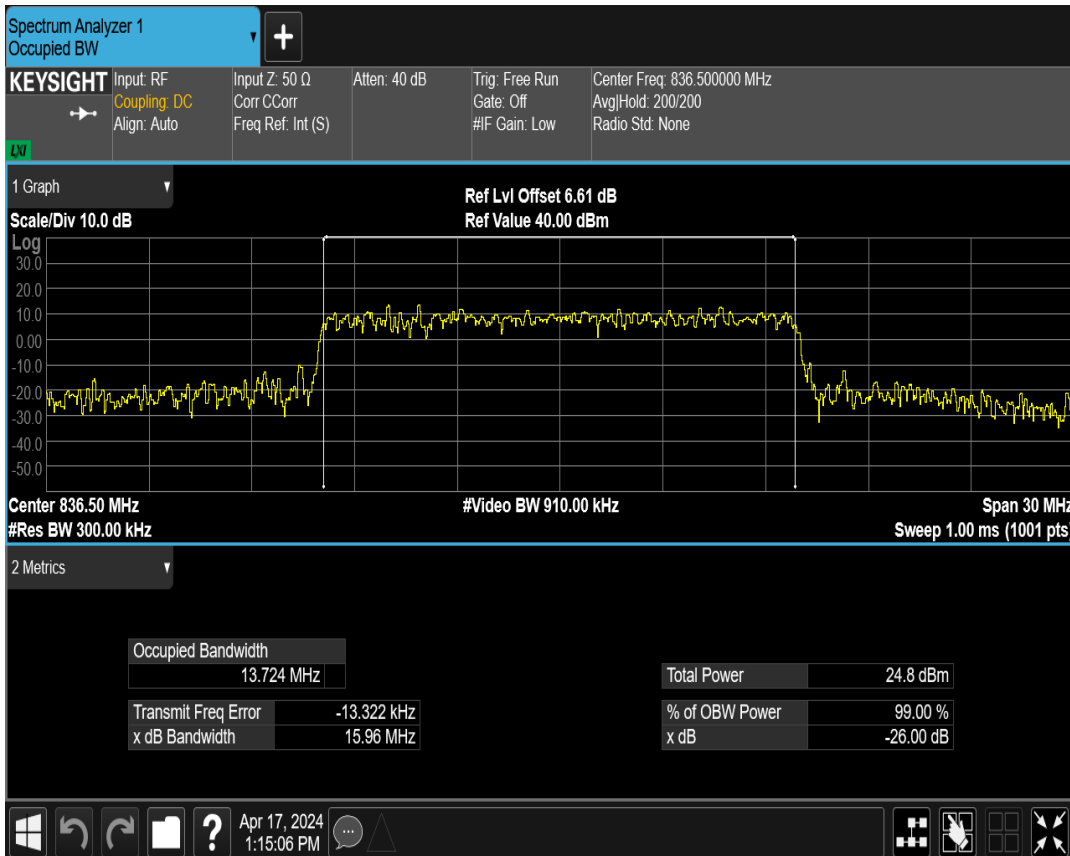 Spectrum Analyzer 1
Occupied BW
+
KEYSIGHT
LXI
Input: RF
Coupling: DC
Align: Auto
Input Z: 50 Ω
Corr CCorr
Freq Ref: Int (S)
Atten: 40 dB
Trig: Free Run
Gate: Off
#IF Gain: Low
Center Freq: 836.500000 MHz
Avg|Hold: 200/200
Radio Std: None
1 Graph
Scale/Div 10.0 dB
Ref Lvl Offset 6.61 dB
Ref Value 40.00 dBm
Log
30.0
20.0
10.0
0.00
-10.0
-20.0
-30.0
-40.0
-50.0
Center 836.50 MHz
#Video BW 910.00 kHz
Span 30 MHz
#Res BW 300.00 kHz
Sweep 1.00 ms (1001 pts)
2 Metrics
Occupied Bandwidth
13.724 MHz
Transmit Freq Error -13.322 kHz
x dB Bandwidth 15.96 MHz
Total Power 24.8 dBm
% of OBW Power 99.00 %
x dB -26.00 dB
?
Apr 17, 2024
1:15:06 PM